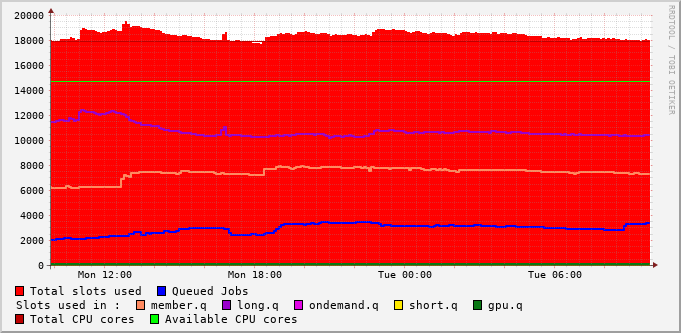 RRDTOOL / TOBI OETIKER
20000
18000
16000
14000
12000
10000
8000
6000
4000
2000
0
Mon 12:00 Mon 18:00 Tue 00:00 Tue 06:00
Total slots used Queued Jobs
Slots used in : member.q long.q ondemand.q short.q gpu.q
Total CPU cores Available CPU cores